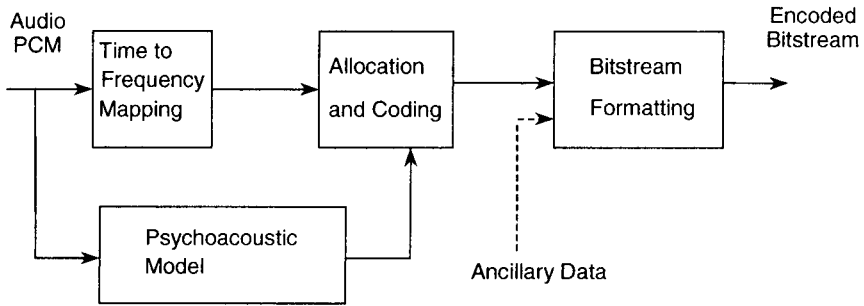 Audio
PCM
Time to
Frequency
Mapping
Allocation
and Coding
Bitstream
Formatting
Encoded
Bitstream
Psychoacoustic
Model
Ancillary Data